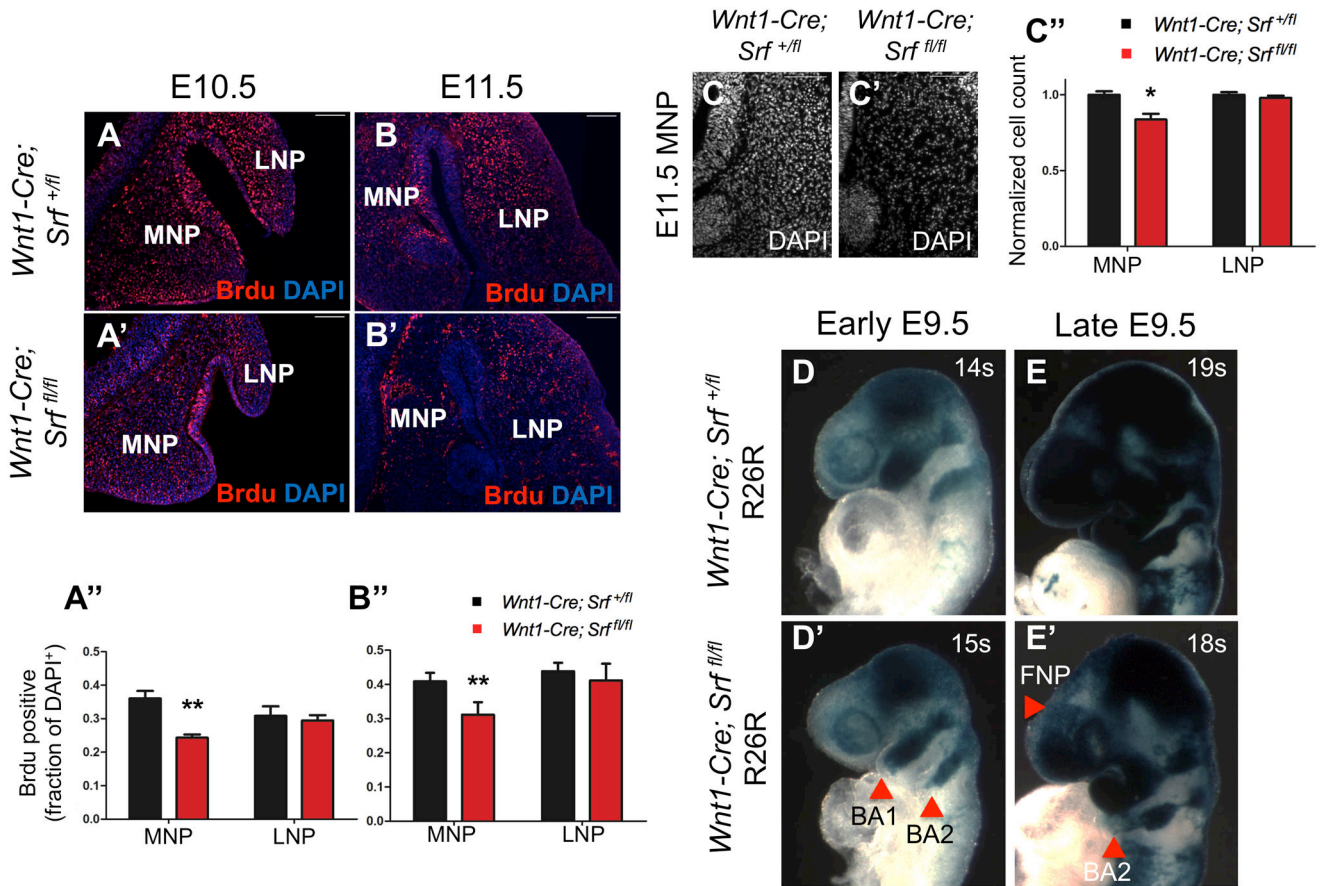 E10.5
E11.5
Wnt1-Cre;
Srf +/fl
A
LNP
MNP
Brdu DAPI
B
MNP
LNP
Brdu DAPI
Wnt1-Cre;
Srf fl/fl
A'
LNP
MNP
Brdu DAPI
B'
MNP
LNP
Brdu DAPI
A"
B"
Wnt1-Cre; Srf +/fl
Wnt1-Cre; Srf fl/fl
Brdu positive
(fraction of DAPI+)
0.5
0.4
0.3
0.1
0.0
**
MNP
LNP
0.5
0.4
0.3
0.1
0.0
**
MNP
LNP
Wnt1-Cre;
Srf +/fl
Wnt1-Cre;
Srf fl/fl
E11.5 MNP
C
DAPI
C'
DAPI
C"
Wnt1-Cre; Srf +/fl
Wnt1-Cre; Srf fl/fl
Normalized cell count
1.0
0.5
1.0
*
MNP
LNP
Early E9.5
Late E9.5
Wnt1-Cre; Srf +/fl
R26R
D
14s
E
19s
Wnt1-Cre; Srf fl/fl
R26R
D'
15s
BA1
BA2
E'
18s
FNP
BA2